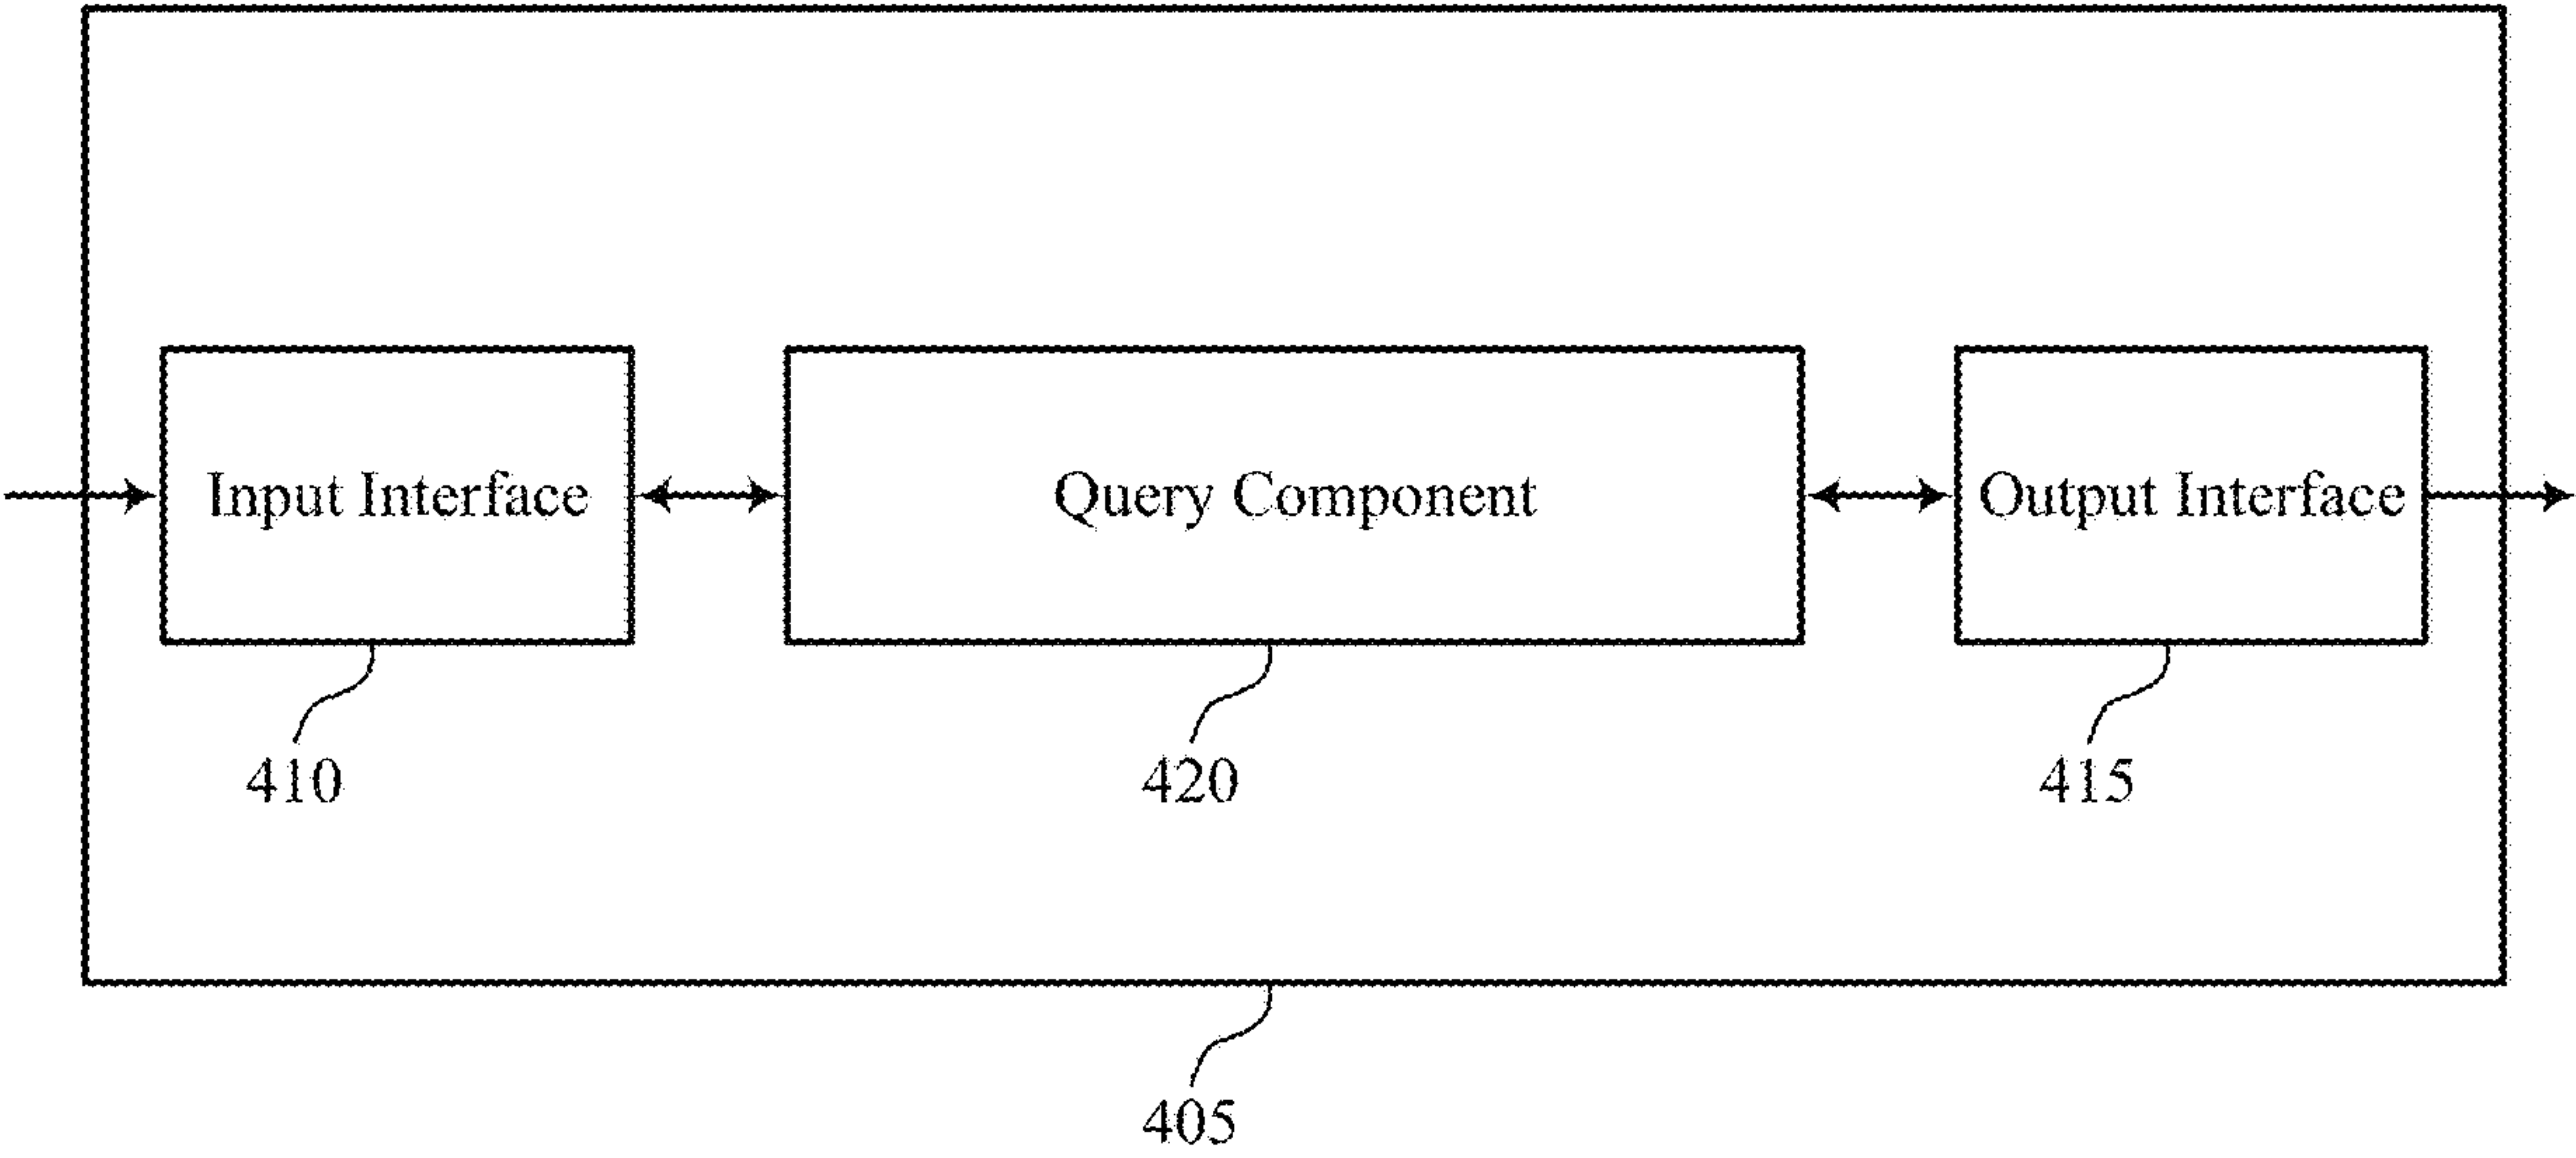 Input Interface
Query Component
Output Interface
410
420
415
405